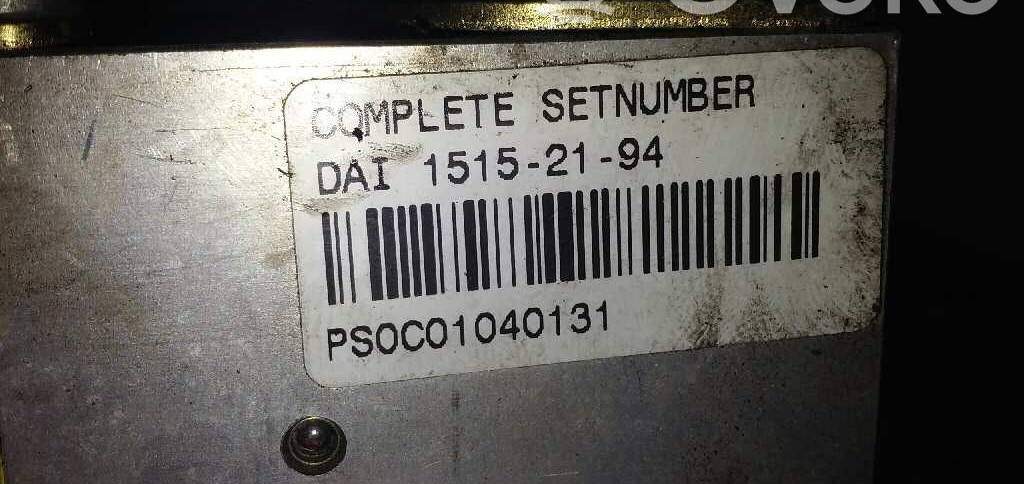 COMPLETE SETNUMBER
DAI 1515-21-94
PS0C01040131